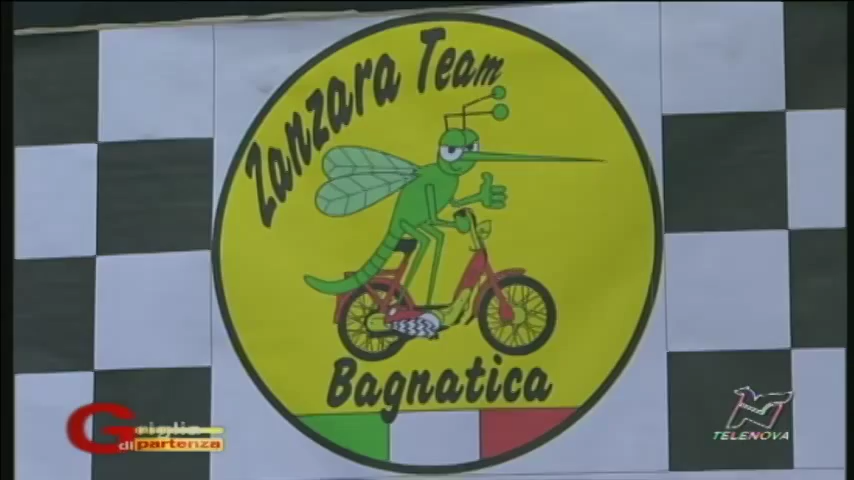 Zanzara Team
Bagnatica
Griglia
di partenza
TELENOVA